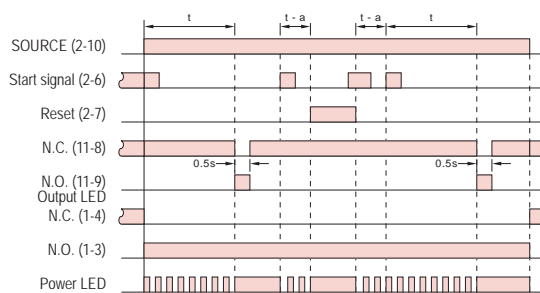 t
t - a
t - a
t
SOURCE (2-10)
Start signal (2-6)
Reset (2-7)
N.C. (11-8)
0.5s
0.5s
N.O. (11-9)
Output LED
N.C. (1-4)
N.O. (1-3)
Power LED